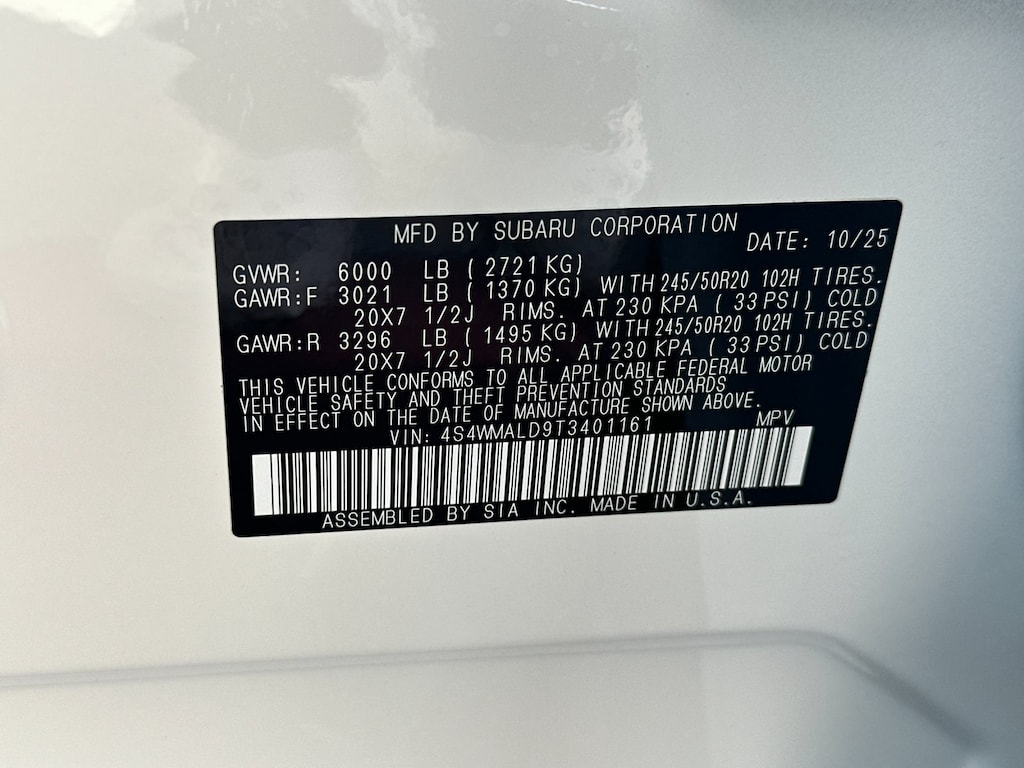 MFD BY SUBARU CORPORATION
DATE: 10/25
GVWR: 6000 LB ( 2721 KG)
GAWR:F 3021 LB ( 1370 KG) WITH 245/50R20 102H TIRES.
20X7 1/2J RIMS. AT 230 KPA ( 33 PSI) COLD
GAWR:R 3296 LB ( 1495 KG) WITH 245/50R20 102H TIRES.
20X7 1/2J RIMS. AT 230 KPA ( 33 PSI) COLD
THIS VEHICLE CONFORMS TO ALL APPLICABLE FEDERAL MOTOR
VEHICLE SAFETY AND THEFT PREVENTION STANDARDS
IN EFFECT ON THE DATE OF MANUFACTURE SHOWN ABOVE.
VIN: 4S4WMALD9T3401161 MPV
ASSEMBLED BY SIA INC. MADE IN U.S.A.